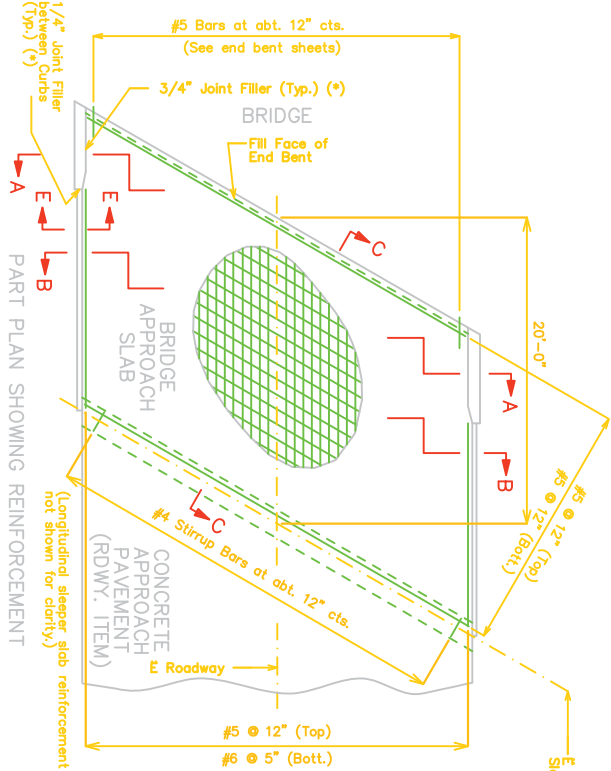 #5 Bars at abt. 12" cts.
(See end bent sheets)
1/4" Joint Filler
between Curbs
(Typ.) (*)
3/4" Joint Filler (Typ.) (*)
BRIDGE
Fill Face of
End Bent
A
E
E
B
C
20'-0"
BRIDGE
APPROACH
SLAB
A
B
#5 @ 12" (Top)
#5 @ 12" (Bott.)
C
#4 Stirrup Bars at abt. 12" cts.
PART PLAN SHOWING REINFORCEMENT
(Longitudinal sleeper slab reinforcement
not shown for clarity.)
CONCRETE
APPROACH
PAVEMENT
(RDWY. ITEM)
E Roadway
#5 @ 12" (Top)
#6 @ 5" (Bott.)
E